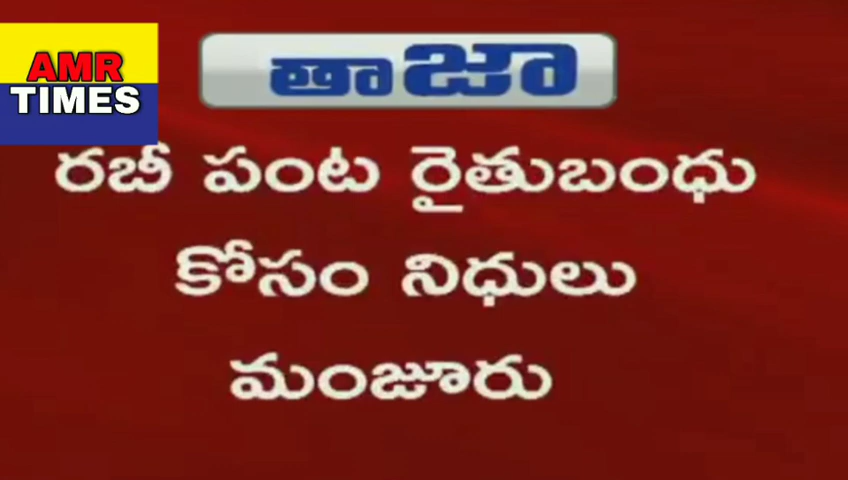 AMR
TIMES
తాజా
రబీ పంట రైతుబంధు
కోసం నిధులు
మంజూరు